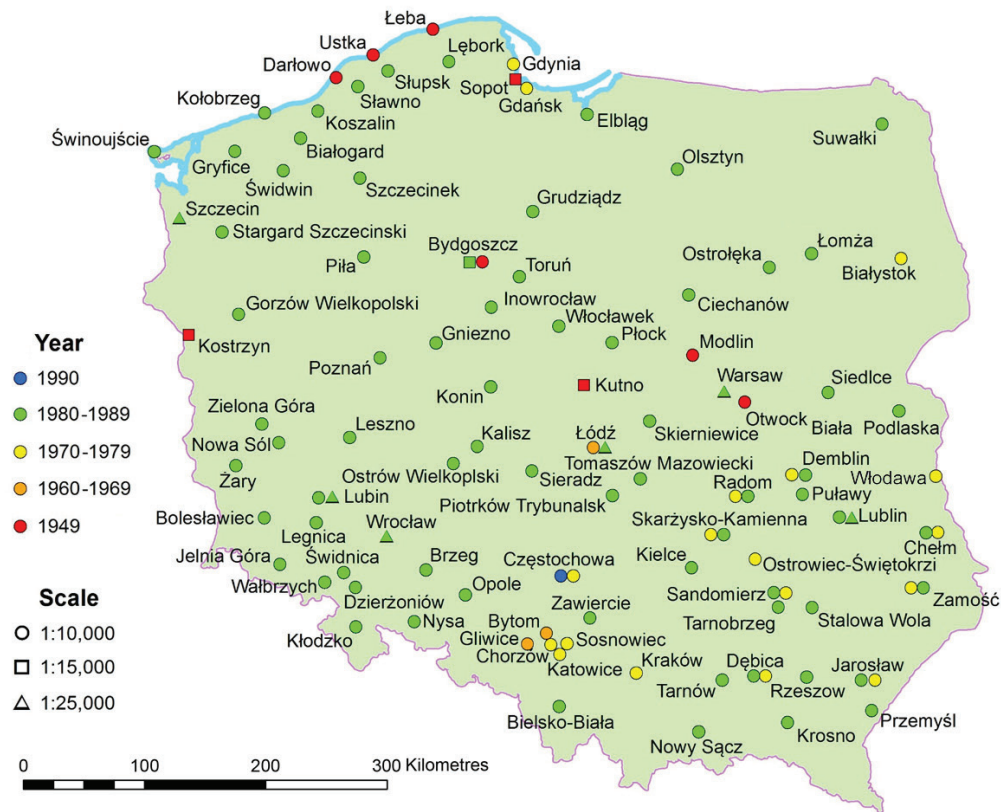 Łeba
Ustka
Lębork
Darłowo
Gdynia
Słupsk
Sopot
Kołobrzeg
Sławno
Gdańsk
Koszalin
Elbląg
Suwałki
Świnoujście
Białogard
Gryfice
Olsztyn
Świdwin
Szczecinek
Szczecin
Grudziądz
Stargard Szczecinski
Bydgoszcz
Łomża
Ostrołęka
Piła
Toruń
Białystok
Gorzów Wielkopolski
Inowrocław
Ciechanów
Włocławek
Kostrzyn
Gniezno
Płock
Modlin
Poznań
Warsaw
Kutno
Siedlce
Konin
Otwock
Zielona Góra
Biała
Podlaska
Leszno
Łódź
Skierniewice
Nowa Sól
Kalisz
Tomaszów Mazowiecki
Demblin
Żary
Ostrów Wielkoplski
Sieradz
Radom
Włodawa
Lubin
Piotrków Trybunalsk
Puławy
Bolesławiec
Wrocław
Skarżysko-Kamienna
Lublin
Legnica
Chełm
Jelnia Góra
Świdnica
Brzeg
Częstochowa
Kielce
Ostrowiec-Świętokrzi
Wałbrzych
Opole
Sandomierz
Zamość
Dzierżoniów
Zawiercie
Tarnobrzeg
Stalowa Wola
Kłodzko
Nysa
Bytom
Gliwice
Sosnowiec
Chorzów
Katowice
Kraków
Dębica
Jarosław
Tarnów
Rzeszow
Bielsko-Biała
Przemyśl
Krosno
Nowy Sącz
Year
1990
1980-1989
1970-1979
1960-1969
1949
Scale
1:10,000
1:15,000
1:25,000
0 100 200 300 Kilometres